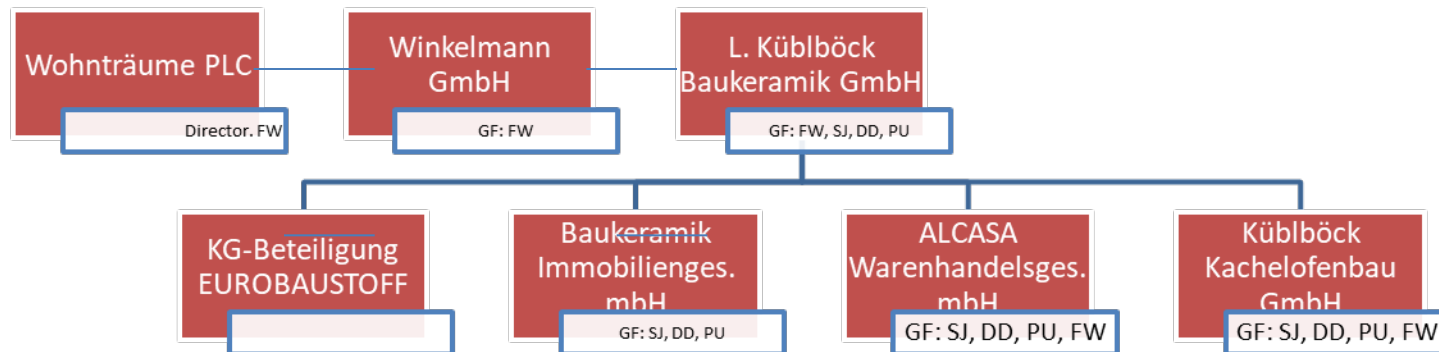 Wohnträume PLC
Director. FW
Winkelmann
GmbH
GF: FW
L. Küblböck
Baukeramik GmbH
GF: FW, SJ, DD, PU
KG-Beteiligung
EUROBAUSTOFF
Baukeramik
Immobilienges.
mbH
GF: SJ, DD, PU
ALCASA
Warenhandelsges.
mbH
GF: SJ, DD, PU, FW
Küblböck
Kachelofenbau
GmbH
GF: SJ, DD, PU, FW